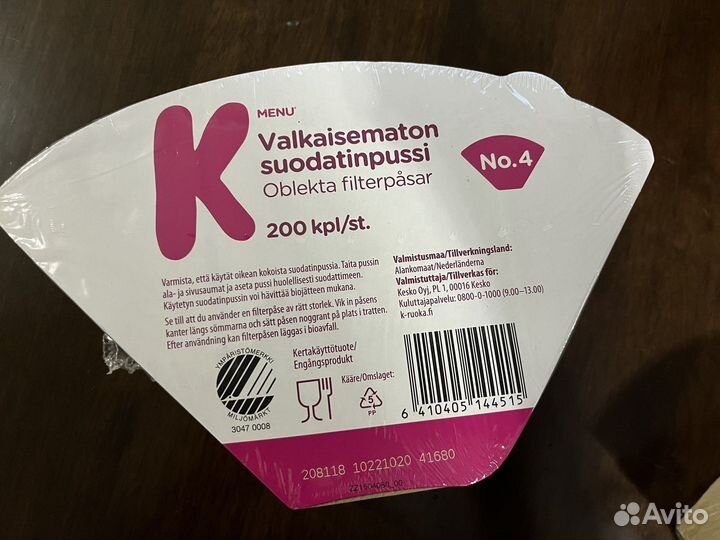 K
MENU
Valkaisematon
suodatinpussi
Oblekta filterpåsar
200 kpl/st.
No.4
Varmista, että käytät oikean kokoista suodatinpussia. Taita pussin
ala- ja sivusaumat ja aseta pussi huolellisesti suodattimeen.
Käytetyn suodatinpussin voi hävittää biojätteen mukana.
Se till att du använder en filterpåse av rätt storlek. Vik in påsens
kanter längs sömmarna och sätt påsen noggrant på plats i tratten.
Efter användning kan filterpåsen läggas i bioavfall.
Valmistusmaa/Tillverkningsland:
Alankomaat/Nederländerna
Valmistuttaja/Tillverkas för:
Kesko Oyj, PL 1, 00016 Kesko
Kuluttajapalvelu: 0800-0-1000 (9.00–13.00)
k-ruoka.fi
YMPÄRISTÖMERKKI
MILJÖMÄRKT
3047 0008
Kertakäyttötuote/
Engångsprodukt
Kääre/Omslaget:
5
PP
6 410405 144515
208118 10221020 41680
Avito